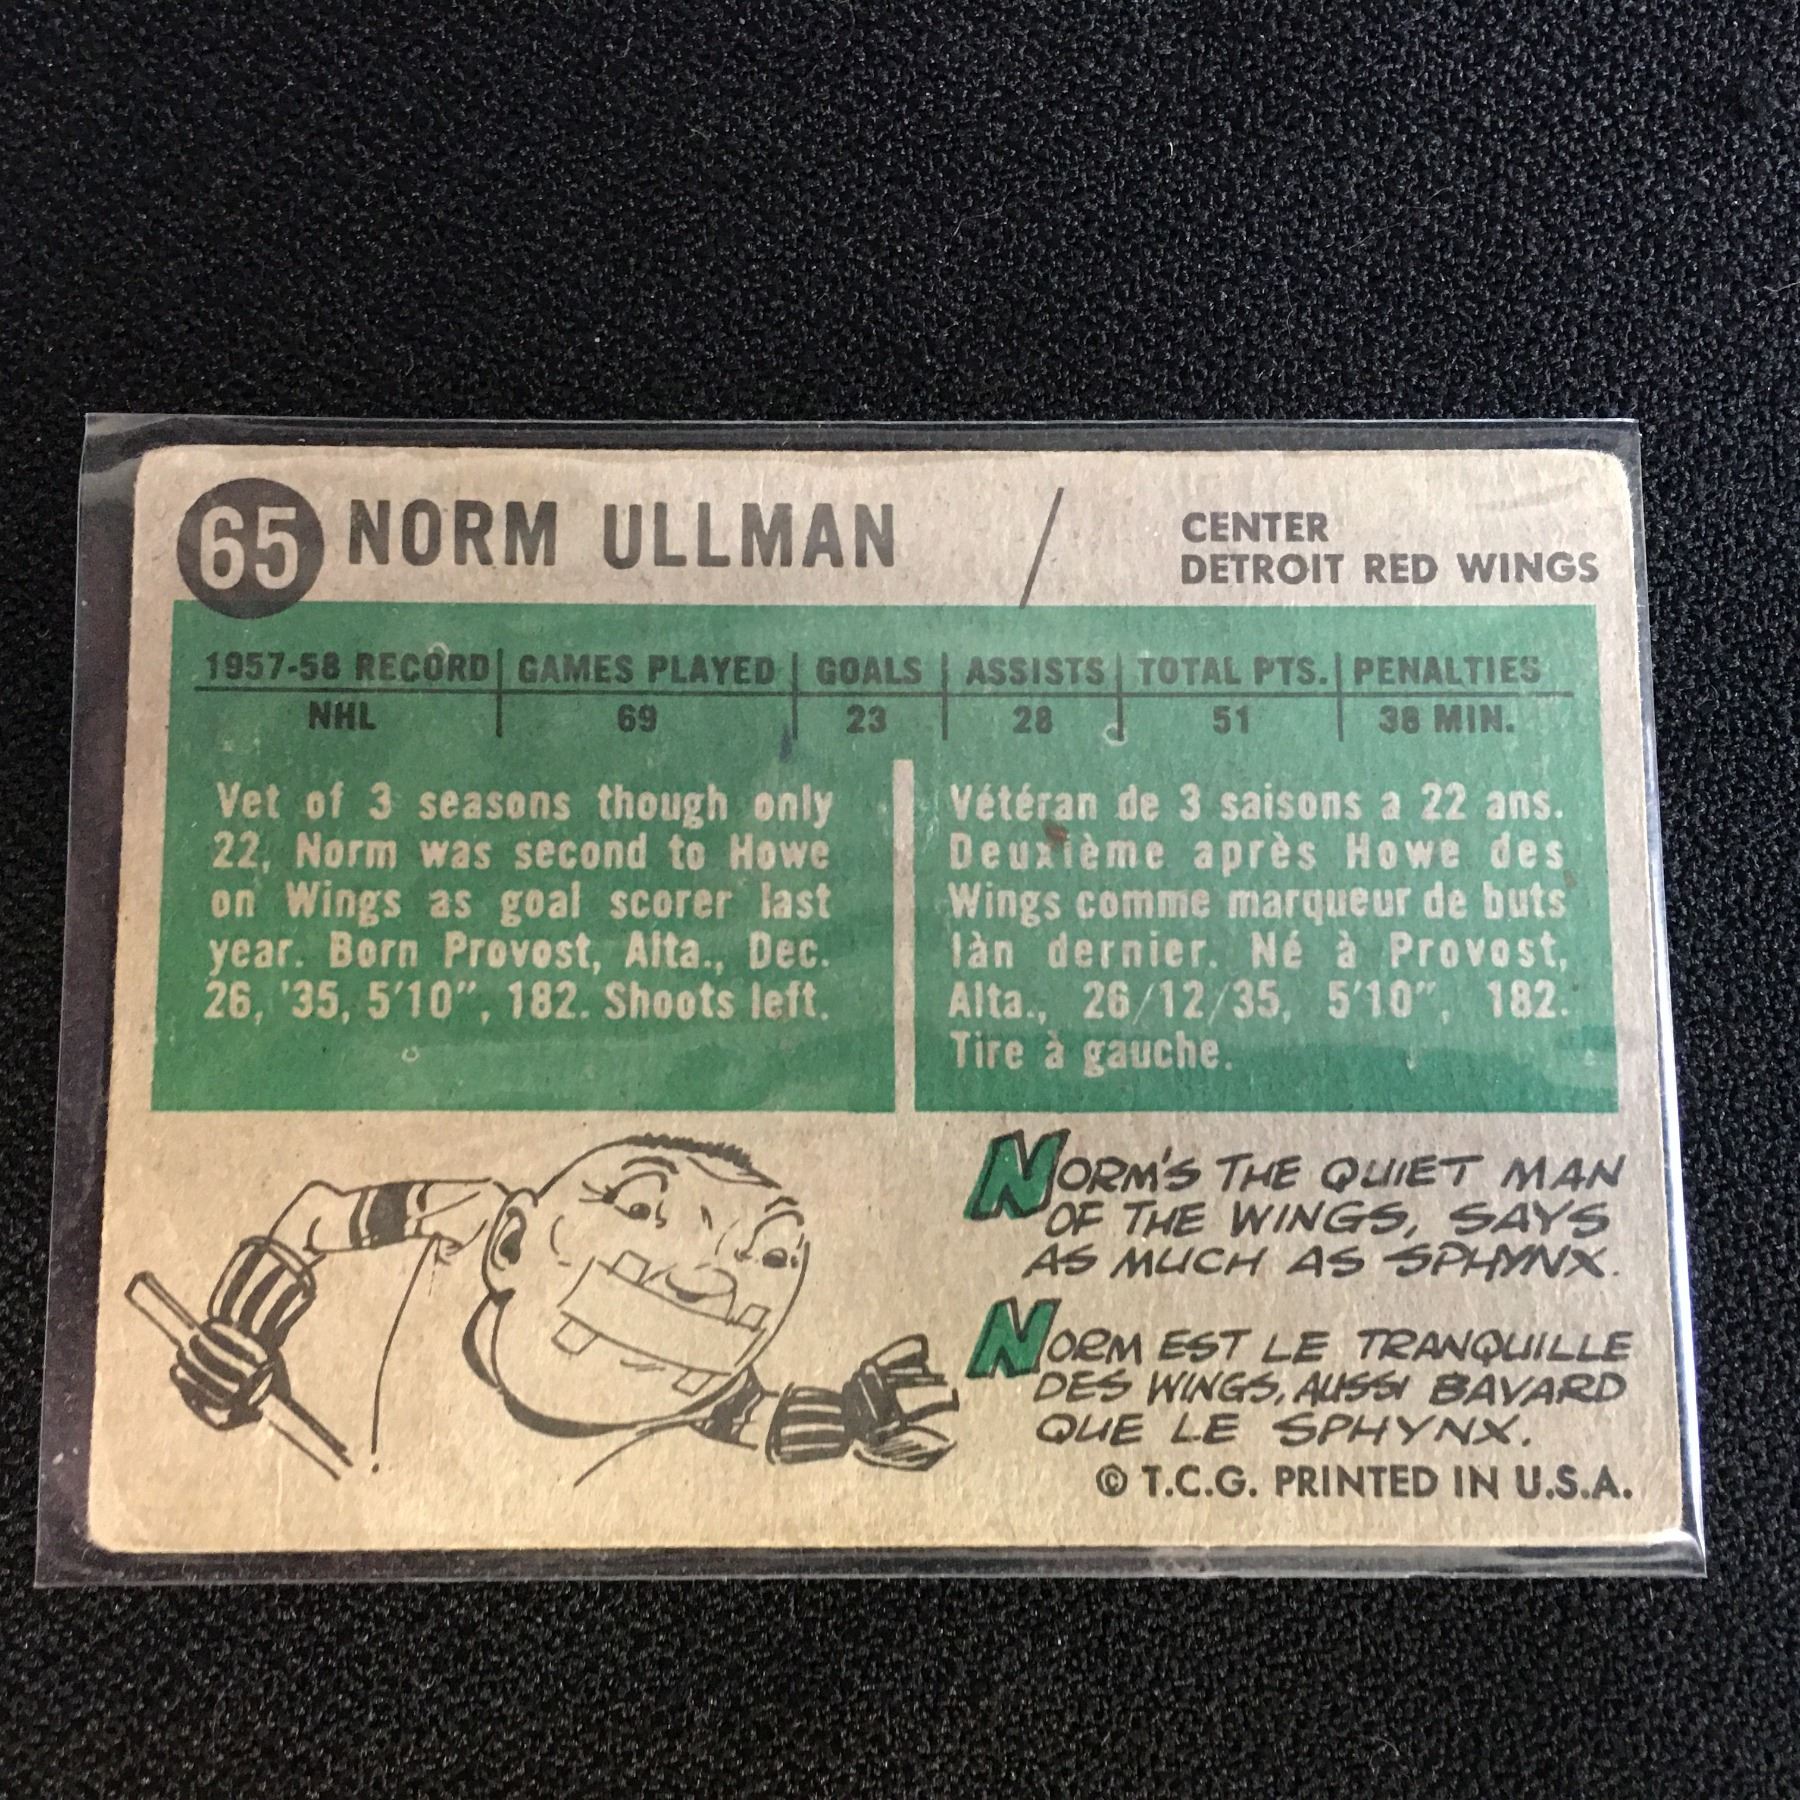 65 NORM ULLMAN / CENTER
DETROIT RED WINGS
1957-58 RECORD GAMES PLAYED GOALS ASSISTS TOTAL PTS. PENALTIES
NHL 69 23 28 51 38 MIN.
Vet of 3 seasons though only
22, Norm was second to Howe
on Wings as goal scorer last
year. Born Provost, Alta., Dec.
26, '35, 5'10", 182. Shoots left.
Vétéran de 3 saisons a 22 ans.
Deuxième après Howe des
Wings comme marqueur de buts
làn dernier. Né à Provost,
Alta., 26/12/35, 5'10", 182.
Tire à gauche.
NORM'S THE QUIET MAN
OF THE WINGS, SAYS
AS MUCH AS SPHYNX.
NORM EST LE TRANQUILLE
DES WINGS, AUSSI BAVARD
QUE LE SPHYNX.
© T.C.G. PRINTED IN U.S.A.